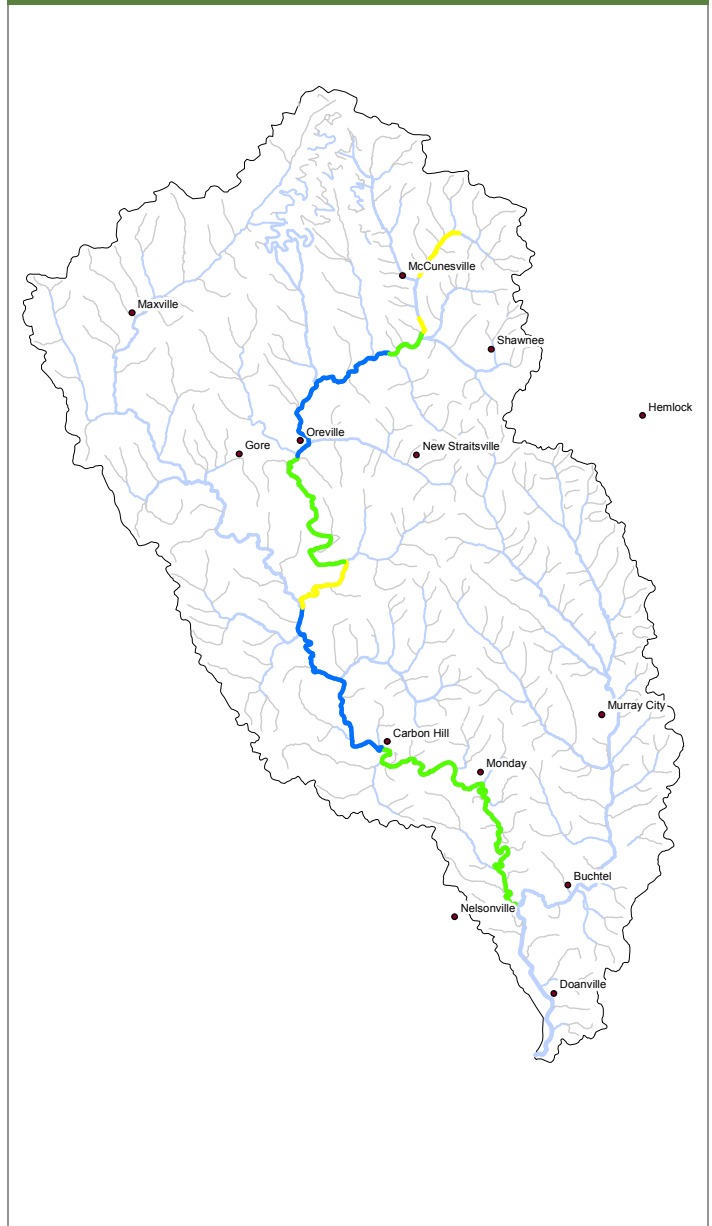 McCunesville
Maxville
Shawnee
Hemlock
Oreville
Gore
New Straitsville
Murray City
Carbon Hill
Monday
Buchtel
Nelsonville
Doanville